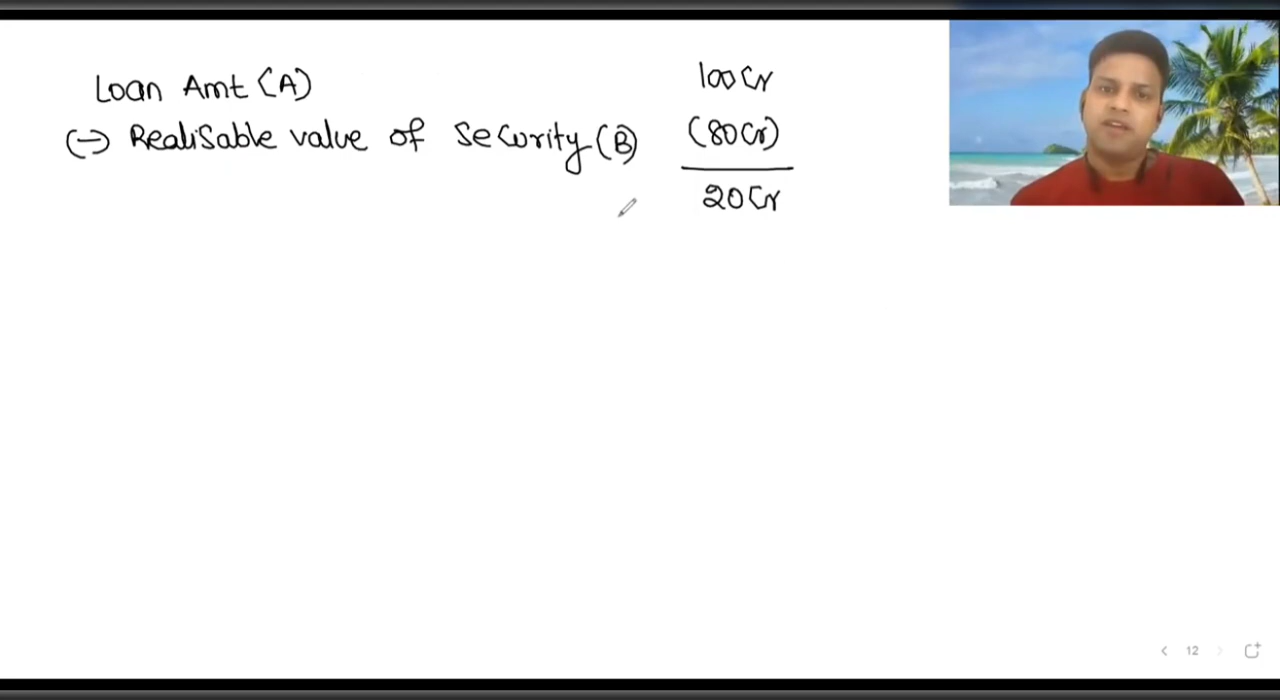 Loan Amt (A) 100 Cr
(-) Realisable value of security (B) (80 Cr)
20 Cr
< 12 >